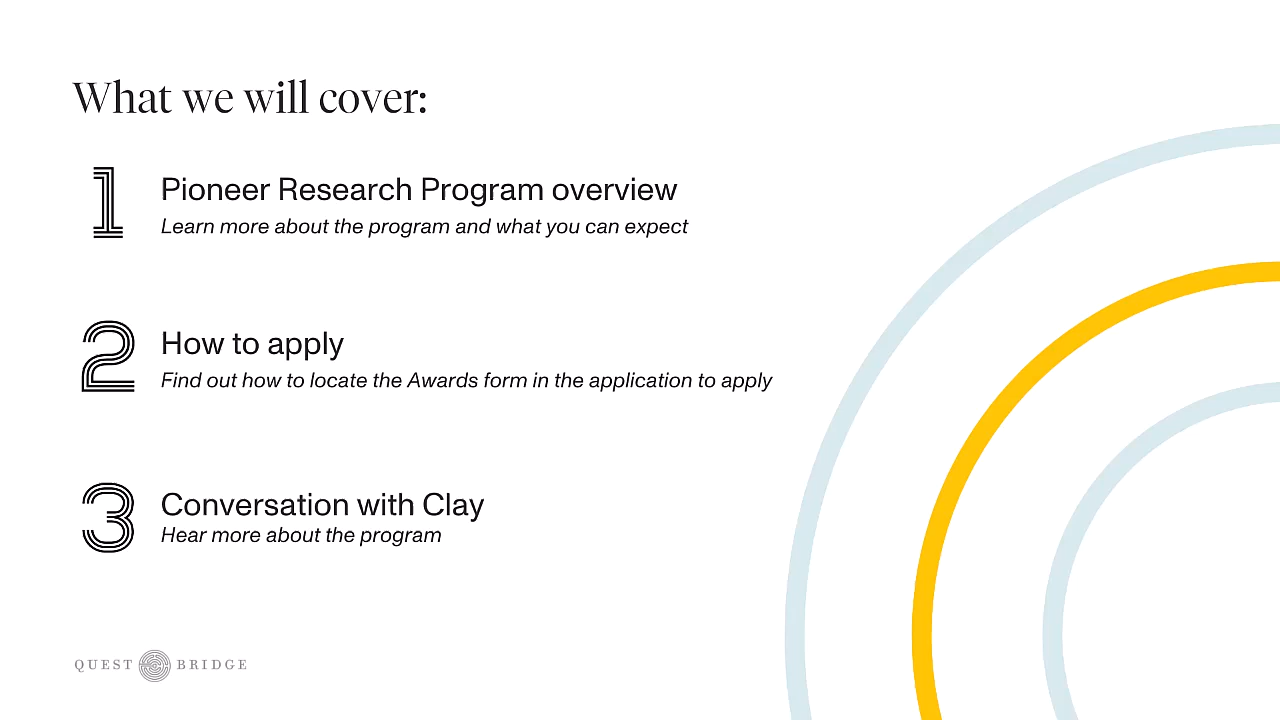 What we will cover:
1
Pioneer Research Program overview
Learn more about the program and what you can expect
2
How to apply
Find out how to locate the Awards form in the application to apply
3
Conversation with Clay
Hear more about the program
QUEST BRIDGE